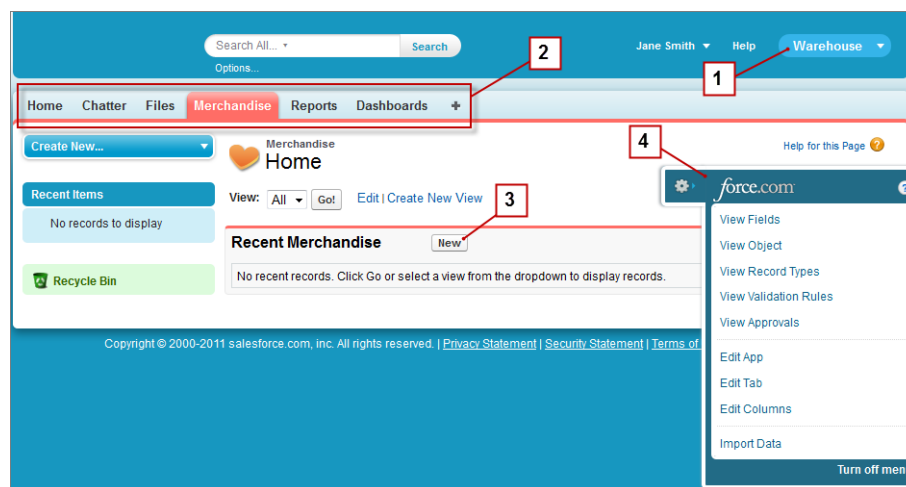 Search All...
Search
Options...
Jane Smith
Help
Warehouse
1
2
Home Chatter Files Merchandise Reports Dashboards +
Create New...
Merchandise
Home
4
Help for this Page
Recent Items
No records to display
View: All Go! Edit | Create New View
3
Recent Merchandise New
No recent records. Click Go or select a view from the dropdown to display records.
Recycle Bin
force.com
View Fields
View Object
View Record Types
View Validation Rules
View Approvals
Edit App
Edit Tab
Edit Columns
Import Data
Turn off men
Copyright © 2000-2011 salesforce.com, inc. All rights reserved. | Privacy Statement | Security Statement | Terms of